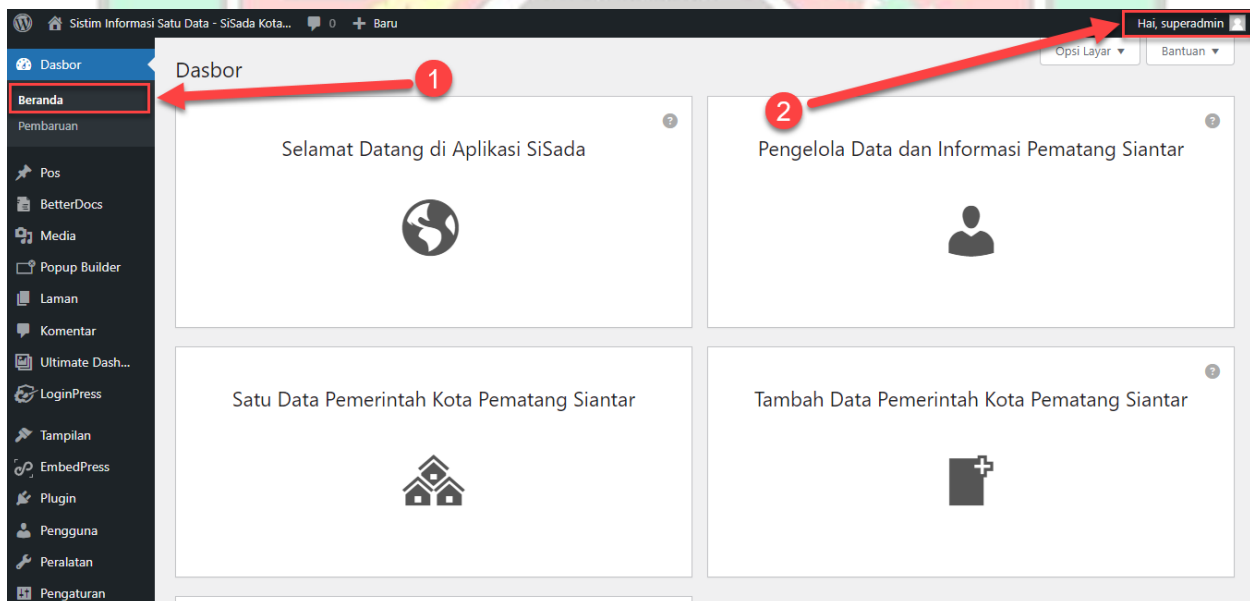 Sistim Informasi Satu Data - SiSada Kota... 0 + Baru Hai, superadmin
Opsi Layar ▼ Bantuan ▼
Dasbor
Dasbor
1
Beranda
2
Pembaruan
?
?
Selamat Datang di Aplikasi SiSada
Pengelola Data dan Informasi Pematang Siantar
Pos
BetterDocs
Media
Popup Builder
Laman
Komentar
Ultimate Dash...
LoginPress
?
Satu Data Pemerintah Kota Pematang Siantar
Tambah Data Pemerintah Kota Pematang Siantar
Tampilan
EmbedPress
Plugin
Pengguna
Peralatan
Pengaturan